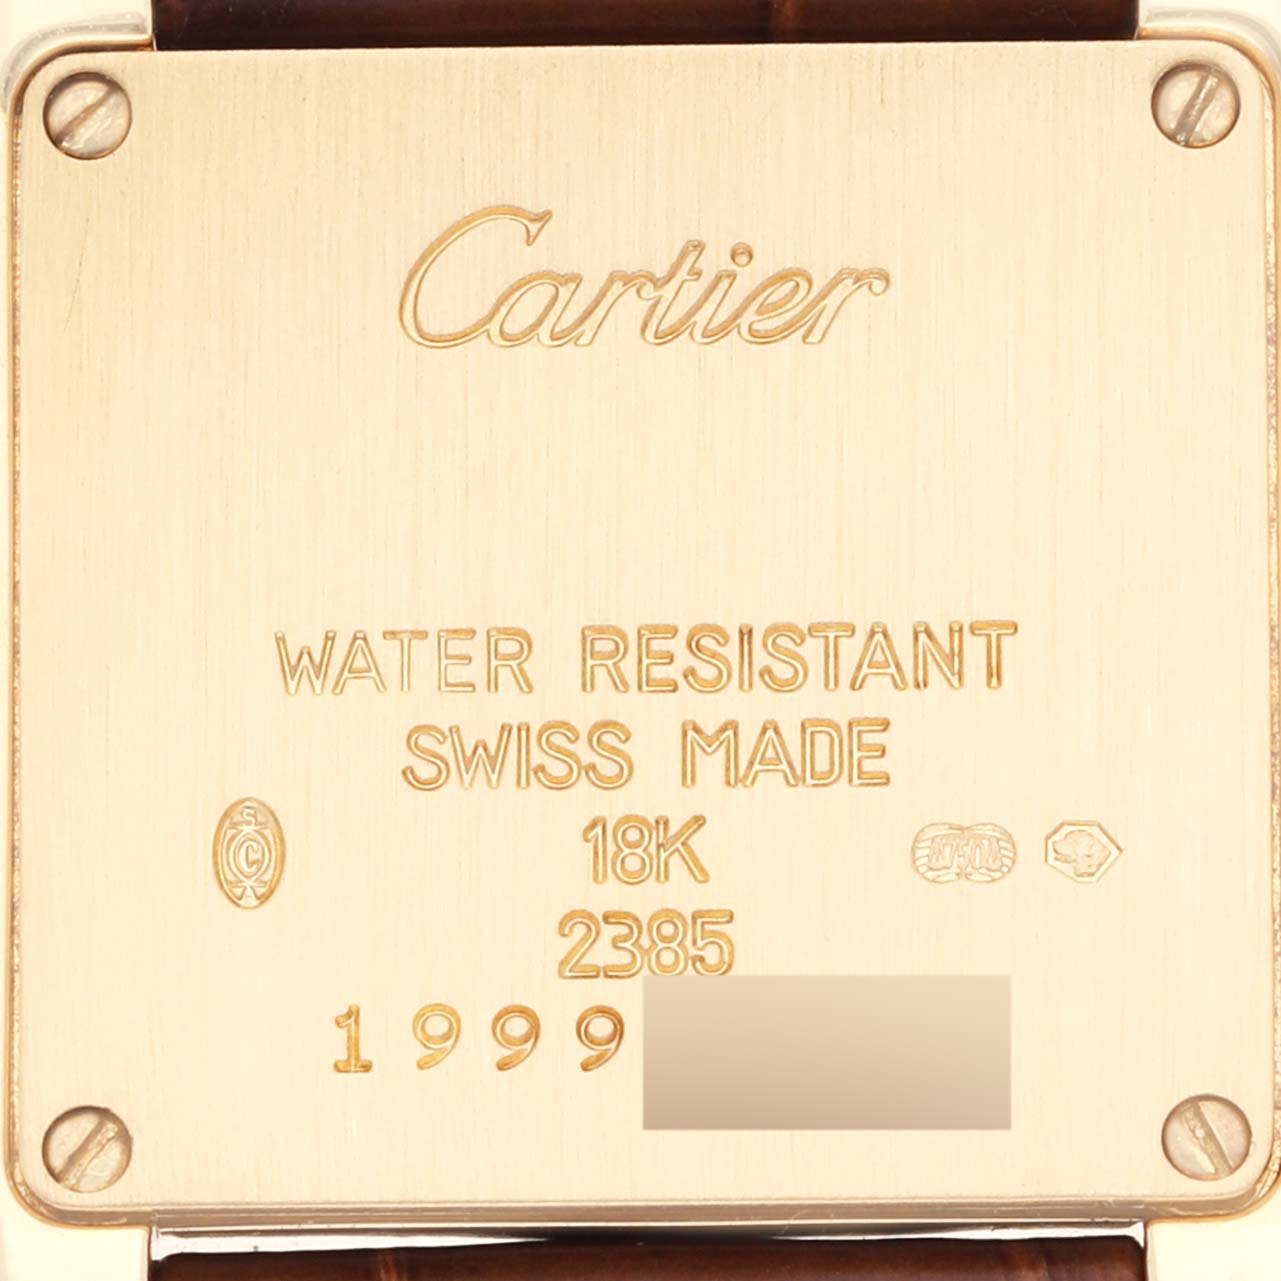 Cartier
WATER RESISTANT
SWISS MADE
18K
2385
1999